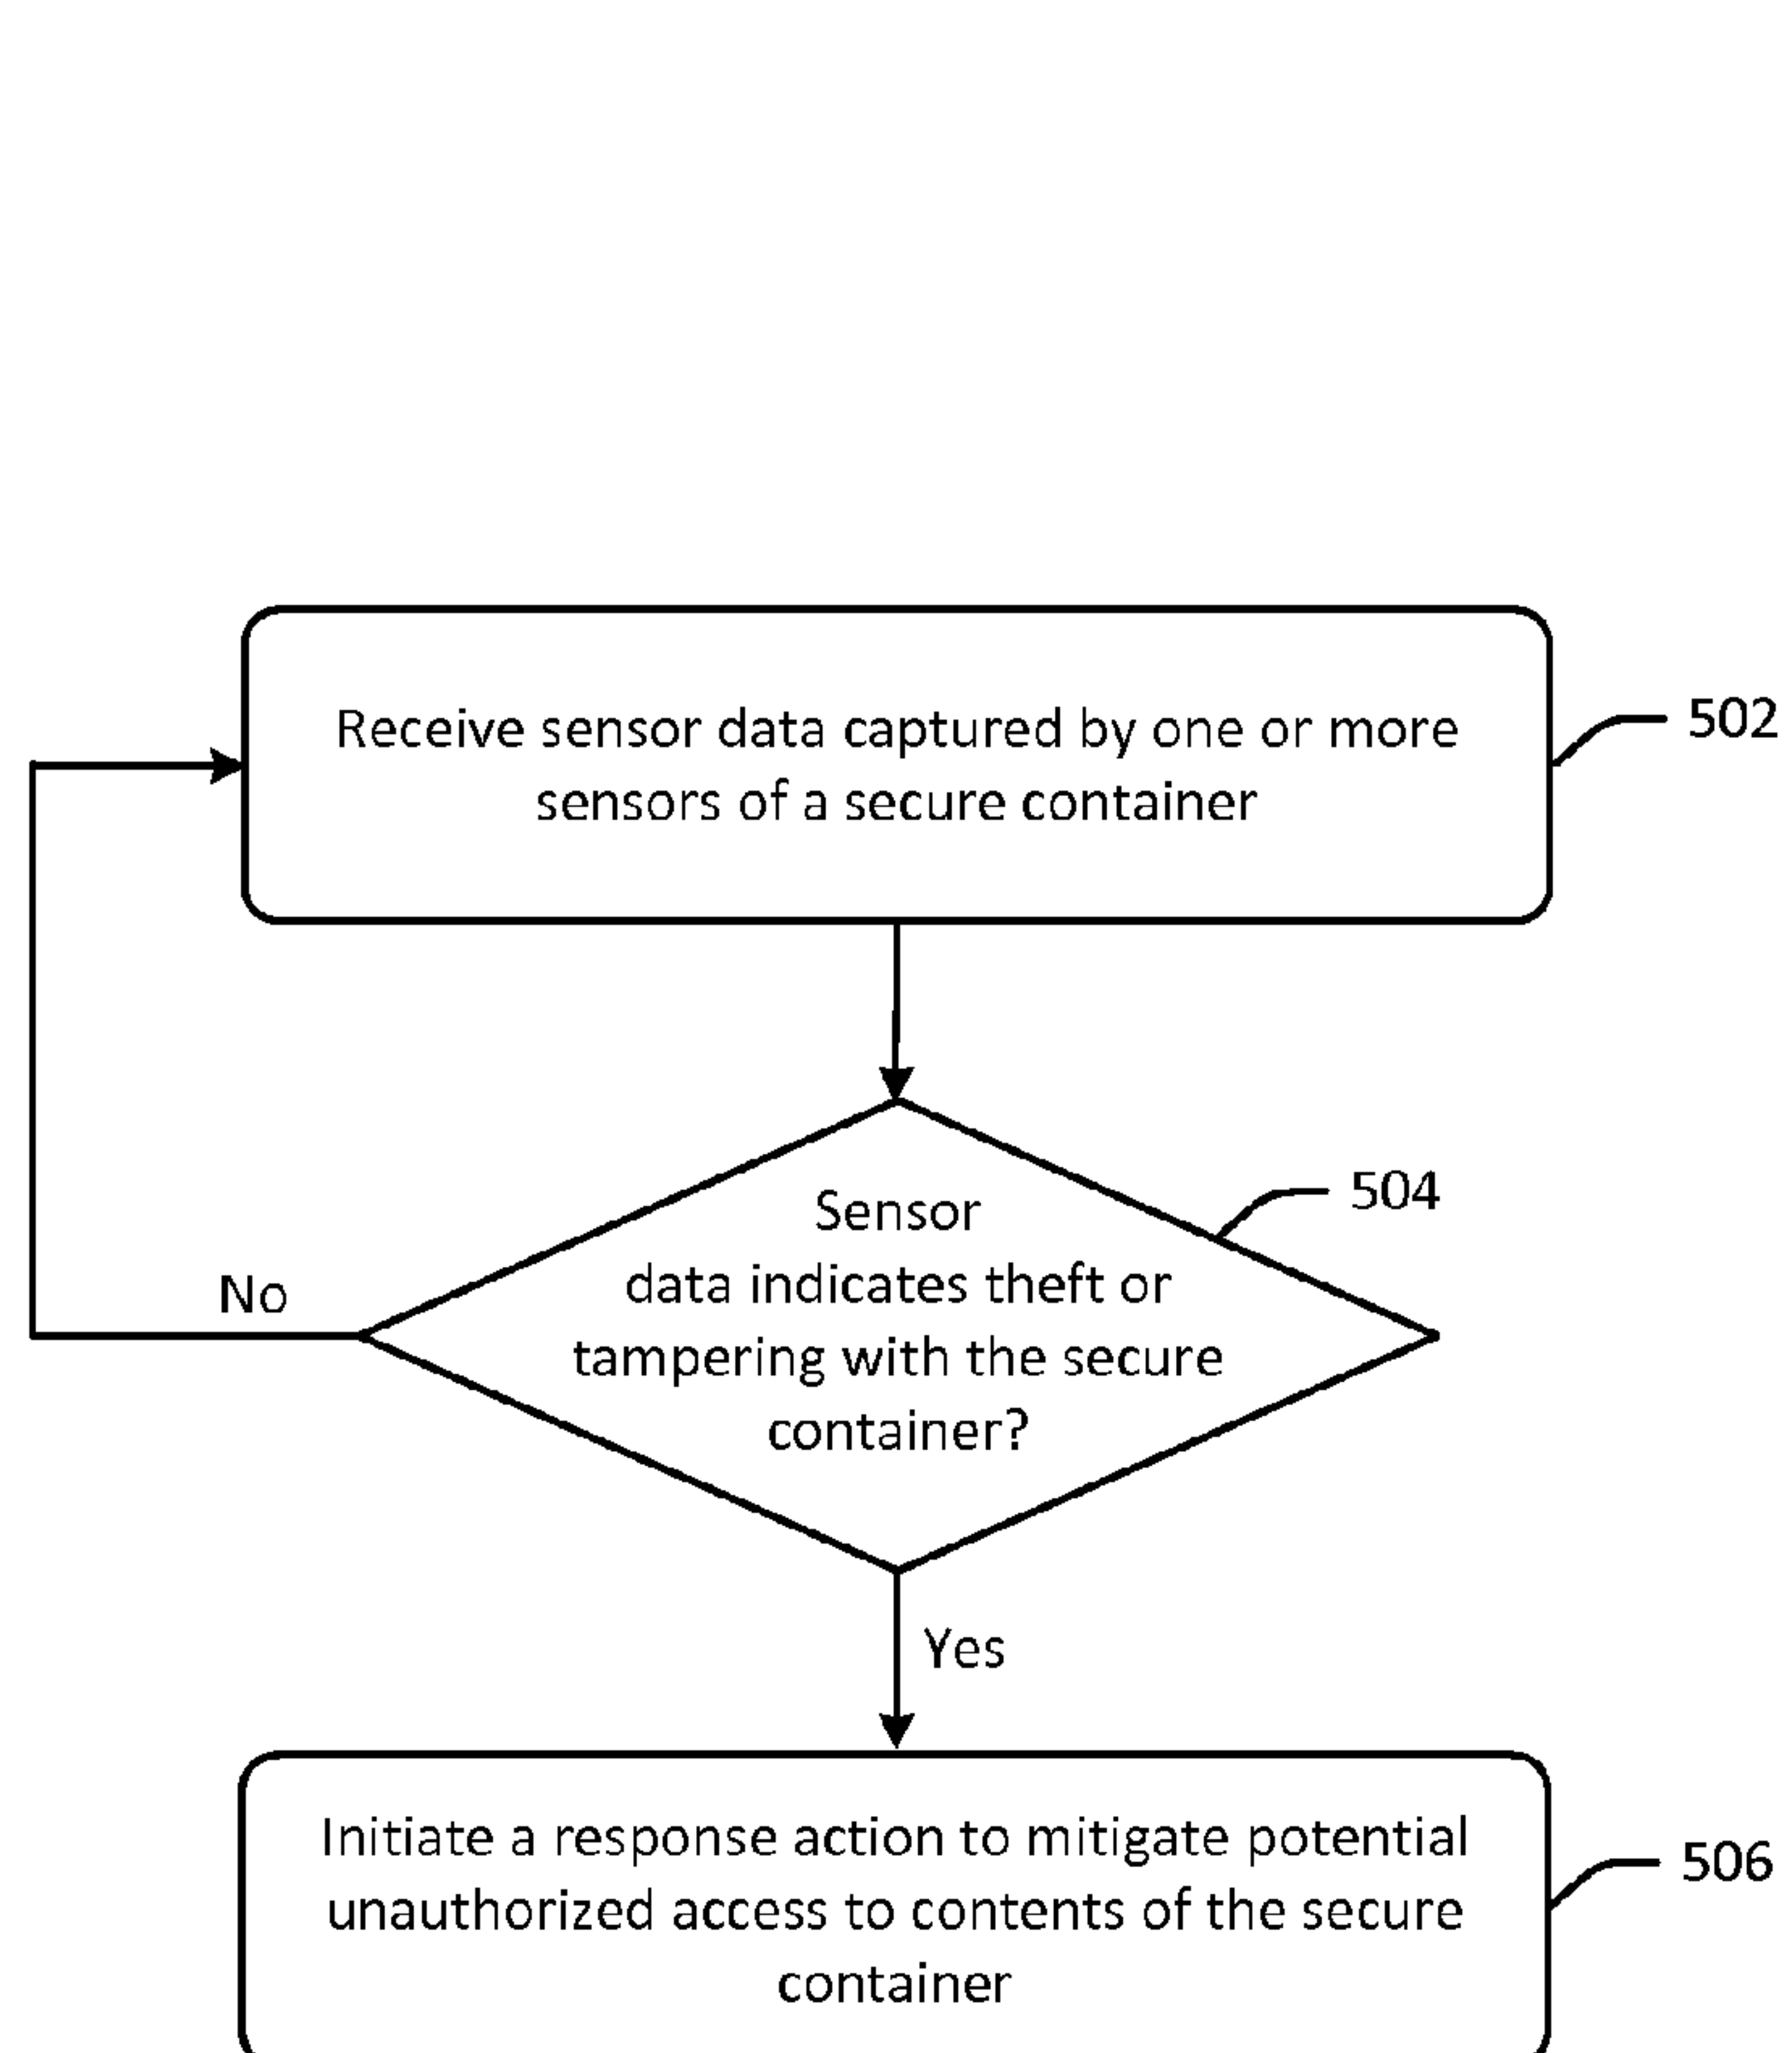 Receive sensor data captured by one or more
sensors of a secure container
502
Sensor
data indicates theft or
tampering with the secure
container?
504
No
Yes
Initiate a response action to mitigate potential
unauthorized access to contents of the secure
container
506